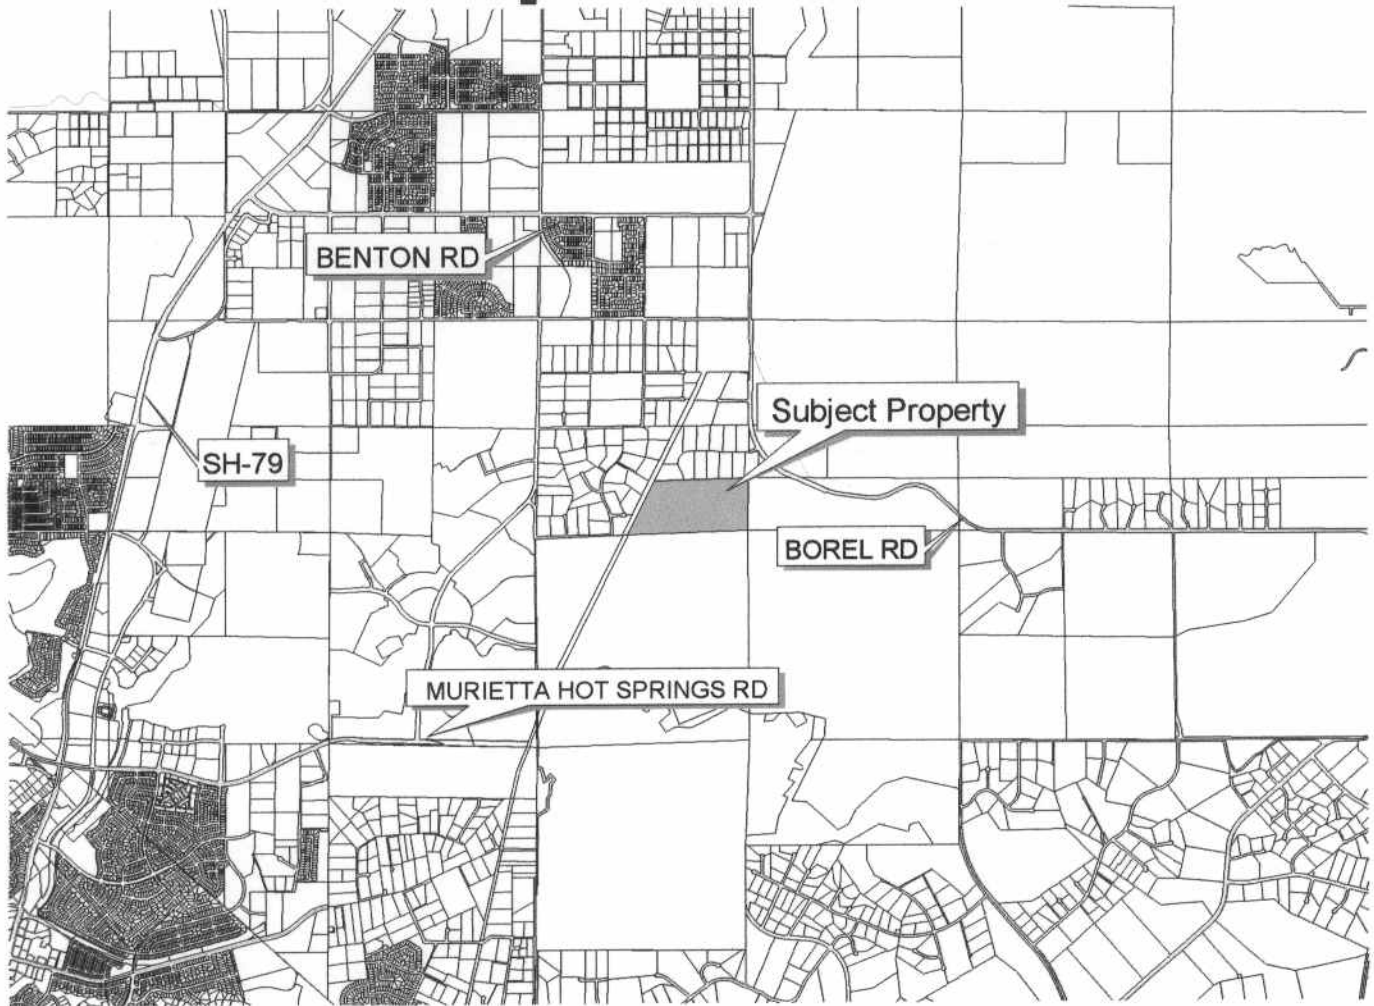 BENTON RD
Subject Property
SH-79
BOREL RD
MURIETTA HOT SPRINGS RD